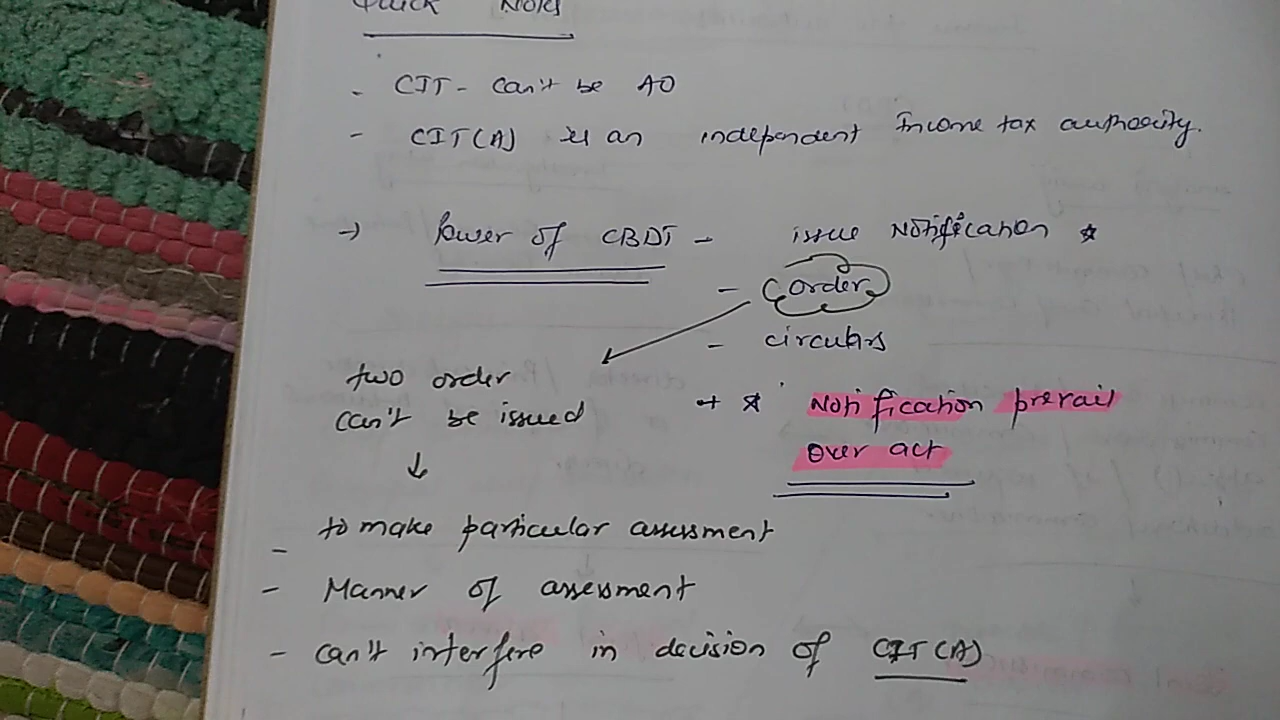 Quick Notes
- CIT - can't be AO
- CIT(A) is an independent Income tax authority.
→ Power of CBDT - issue Notification *
- order
- circulars
two order
can't be issued
↓
→ * Notification prevail
over act
- to make particular assessment
- Manner of assessment
- can't interfere in decision of CIT(A)